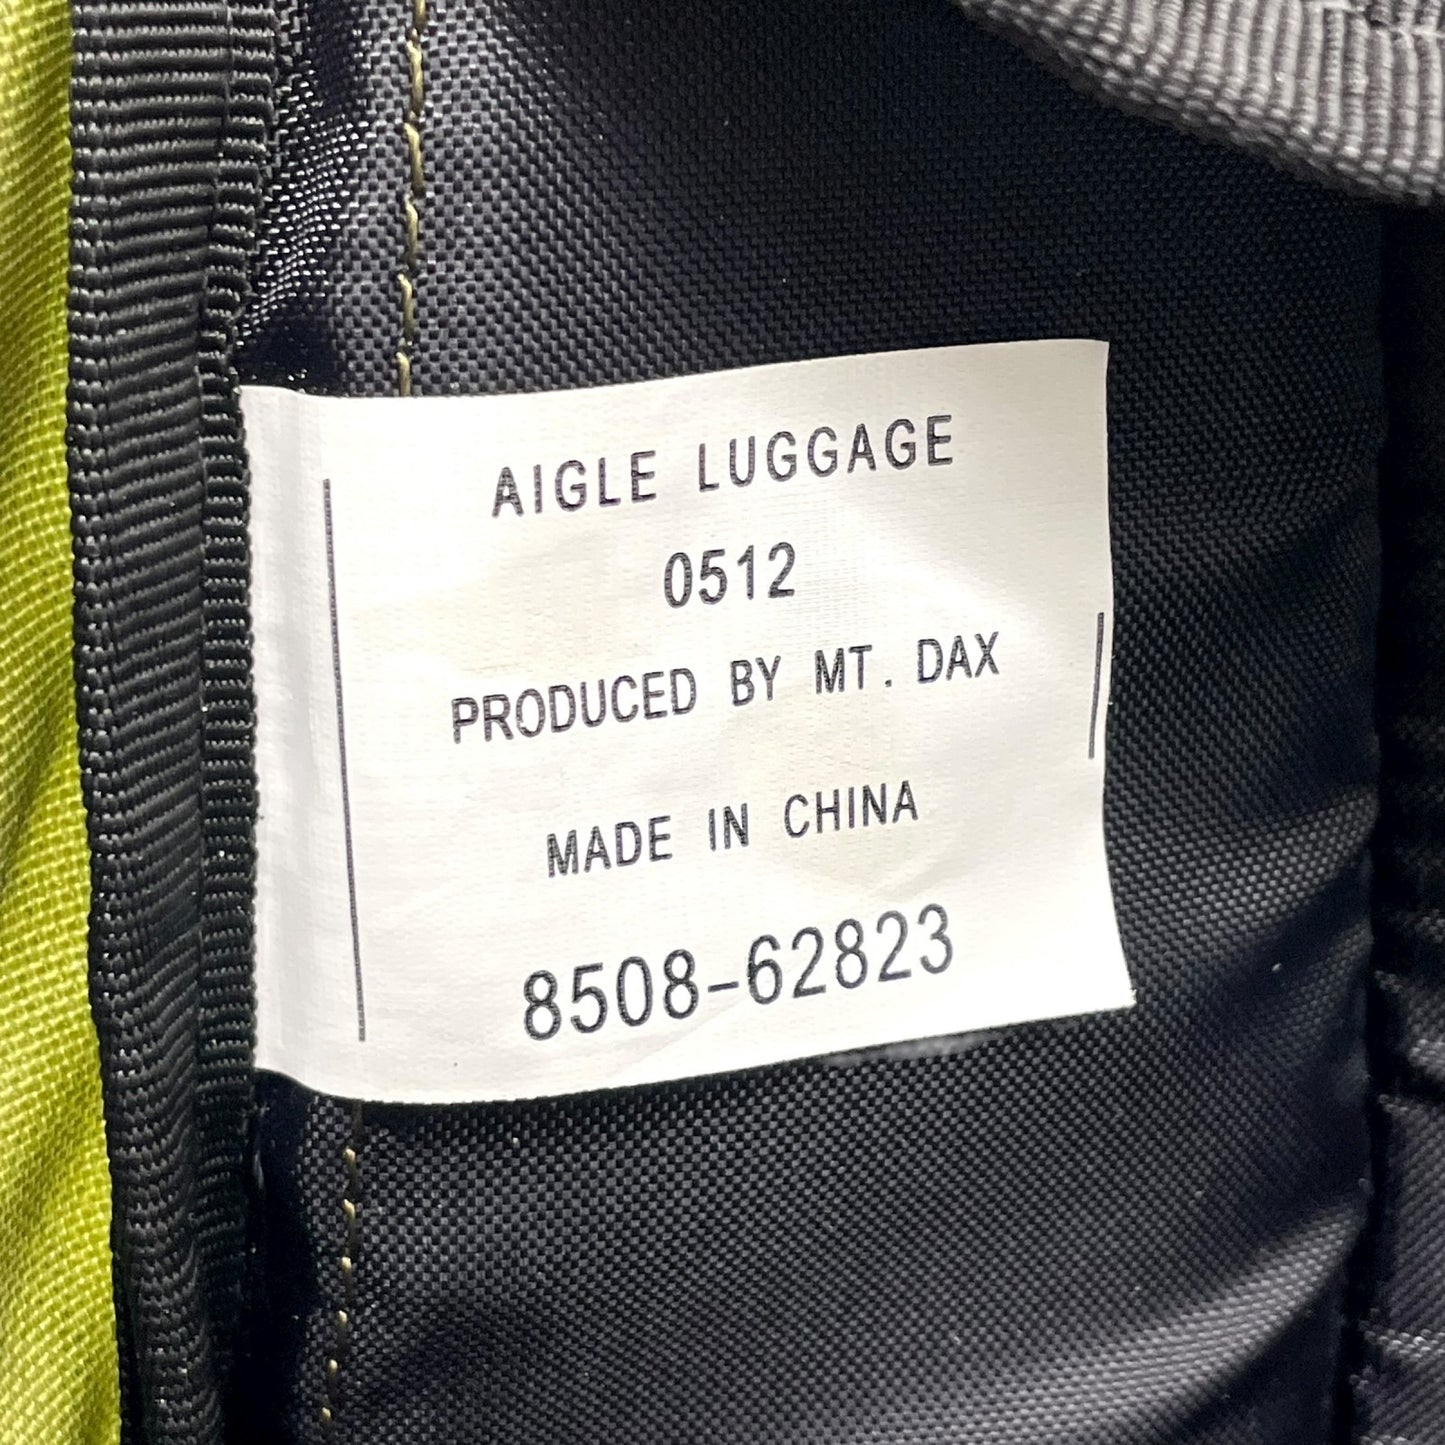 AIGLE LUGGAGE
0512
PRODUCED BY MT. DAX
MADE IN CHINA
8508-62823